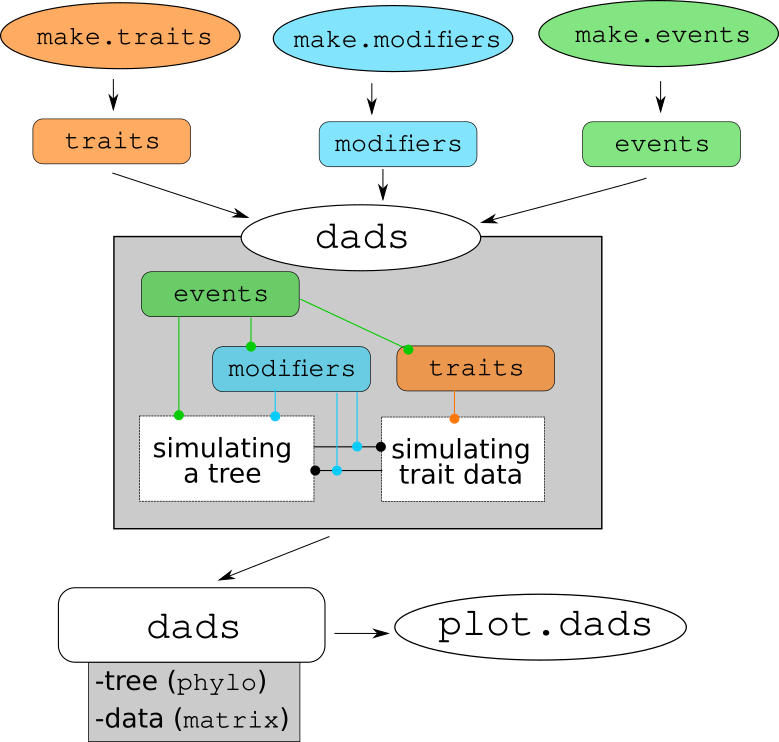 make.traits
make.modifiers
make.events
traits
modifiers
events
dads
events
modifiers
traits
simulating
a tree
simulating
trait data
dads
plot.dads
-tree (phylo)
-data (matrix)